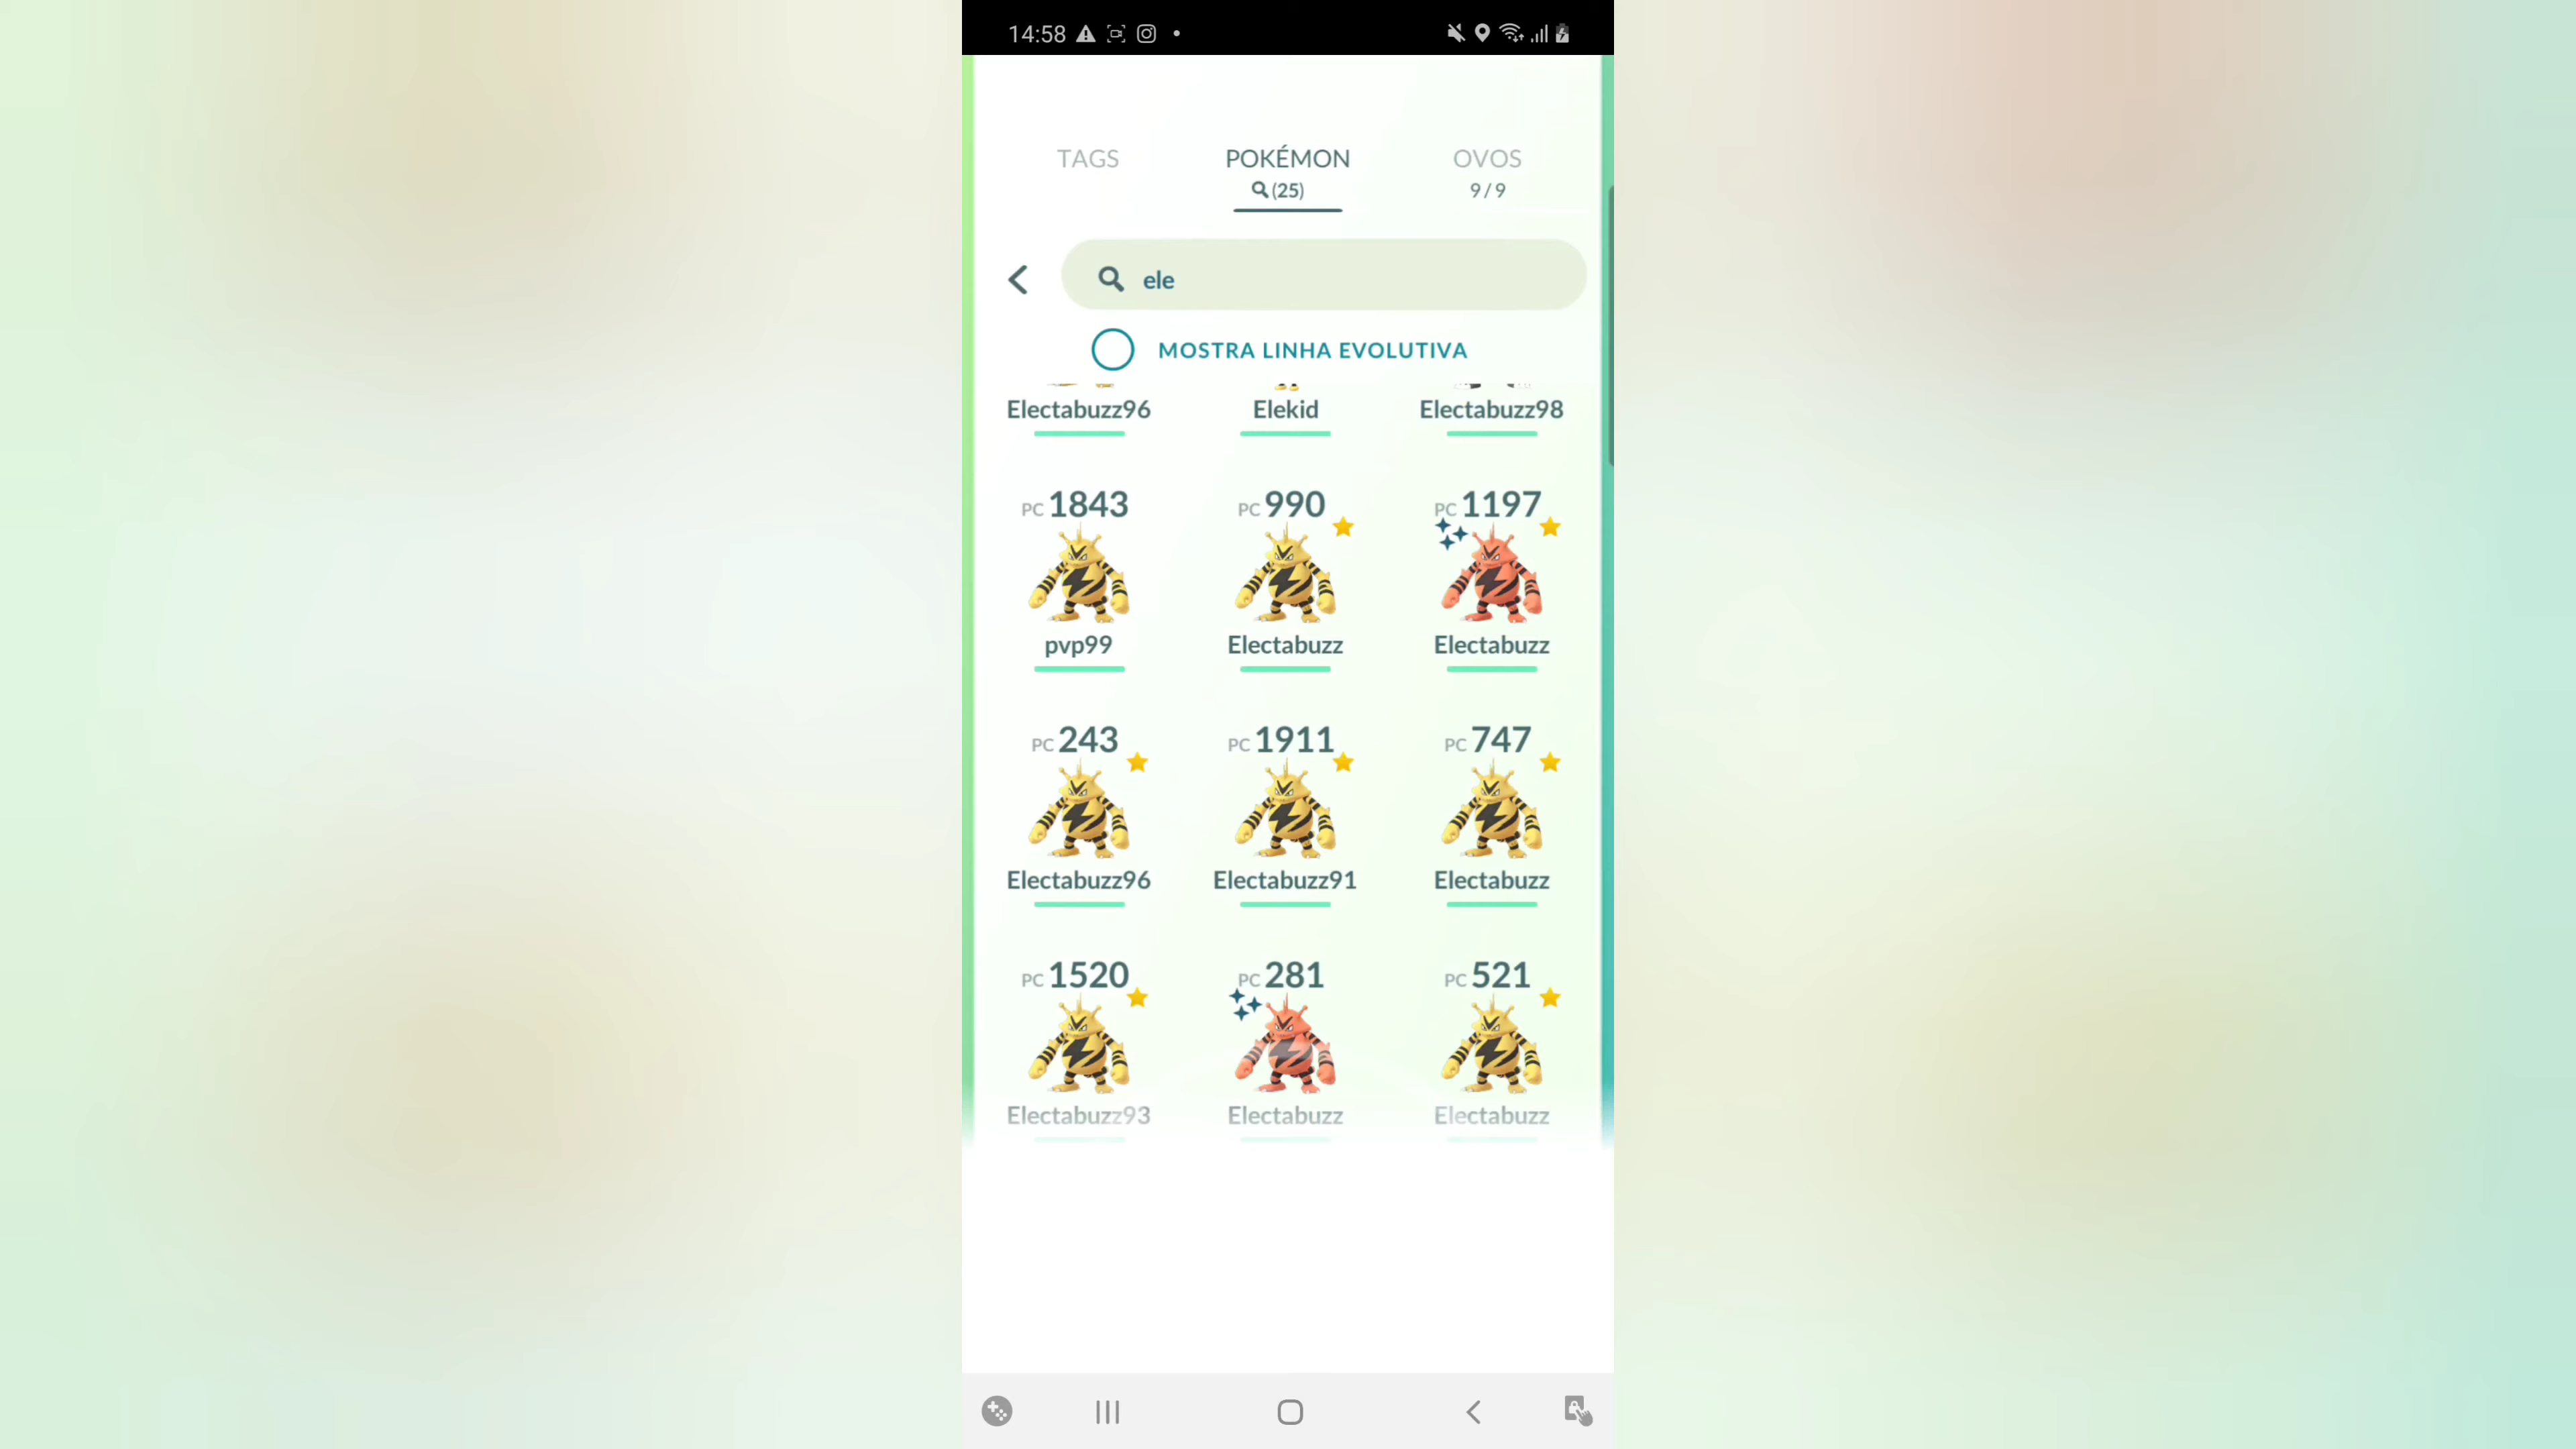 14:58
TAGS POKÉMON OVOS
(25) 9 / 9
ele
MOSTRA LINHA EVOLUTIVA
Electabuzz96 Elekid Electabuzz98
PC 1843 PC 990 PC 1197
pvp99 Electabuzz Electabuzz
PC 243 PC 1911 PC 747
Electabuzz96 Electabuzz91 Electabuzz
PC 1520 PC 281 PC 521
Electabuzz93 Electabuzz Electabuzz